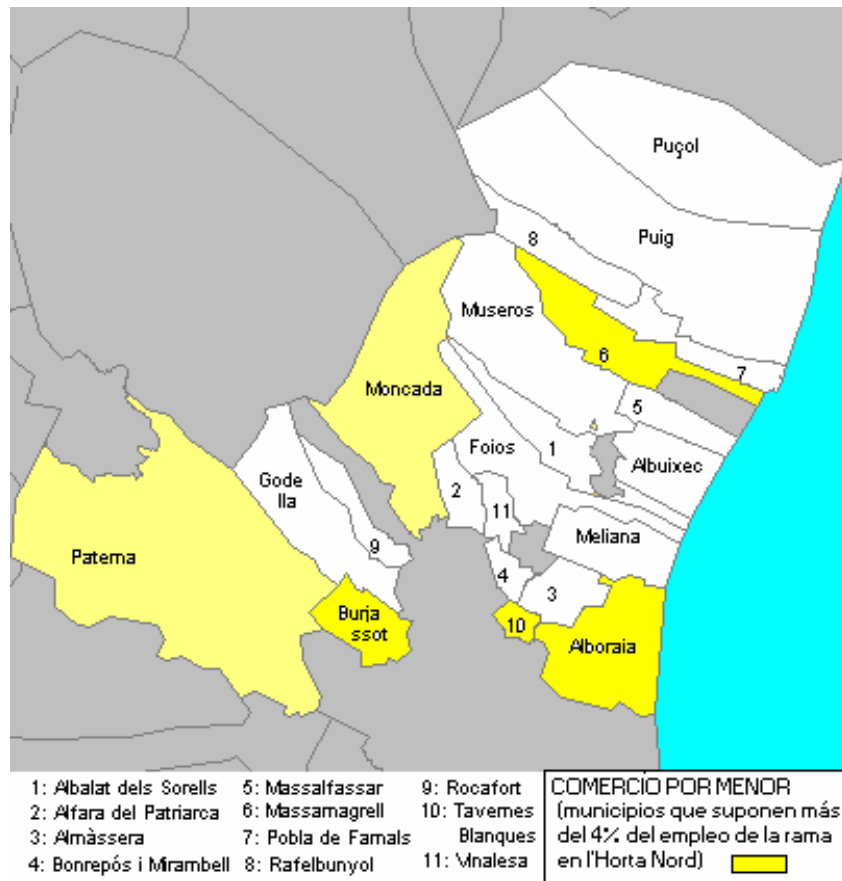 Puçol
Puig
8
Museros
6
7
Moncada
5
Foios
1
Albuixec
Gode
lla
2
11
Meliana
9
Paterna
4
3
Burja
ssot
10
Alboraia
1: Albalat dels Sorells
2: Alfara del Patriarca
3: Almàssera
4: Bonrepós i Mirambell
5: Massalfassar
6: Massamagrell
7: Pobla de Farnals
8: Rafelbunyol
9: Rocafort
10: Tavernes
Blanques
11: Vinalesa
COMERCIO POR MENOR
(municipios que suponen más
del 4% del empleo de la rama
en l'Horta Nord)